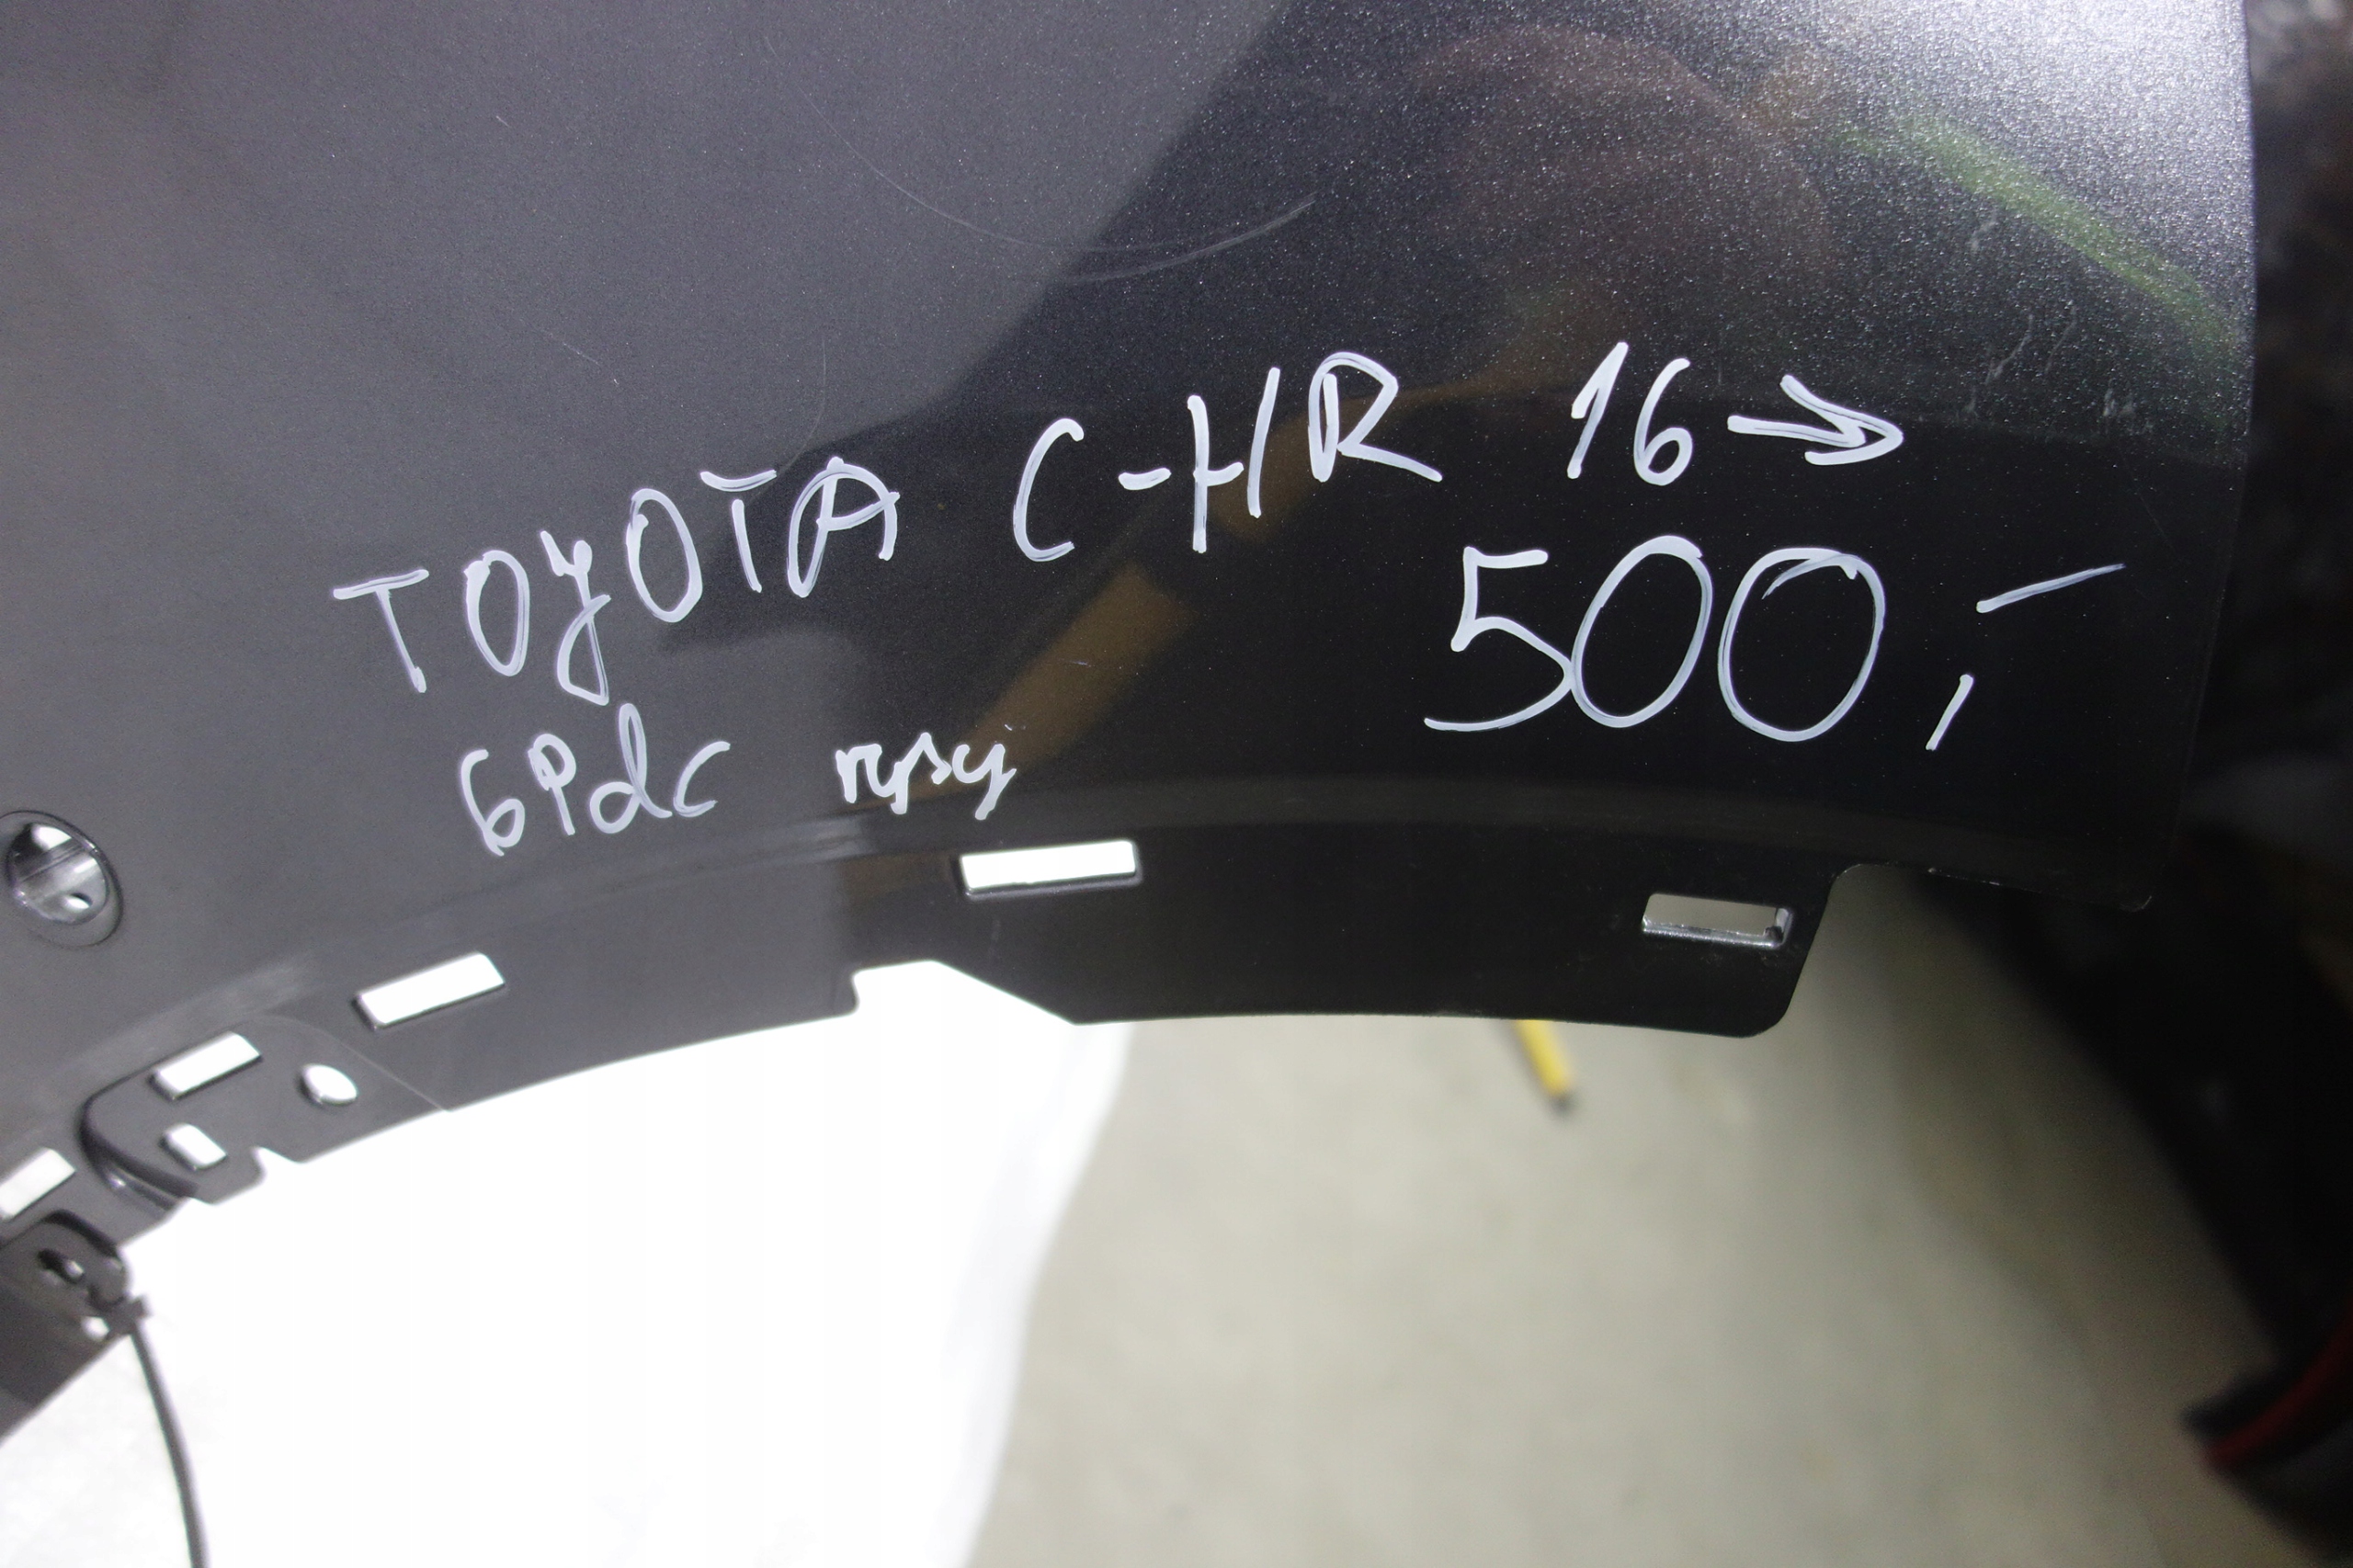 TOYOTA C-HR 16 →
500,-
6Pdc rysy